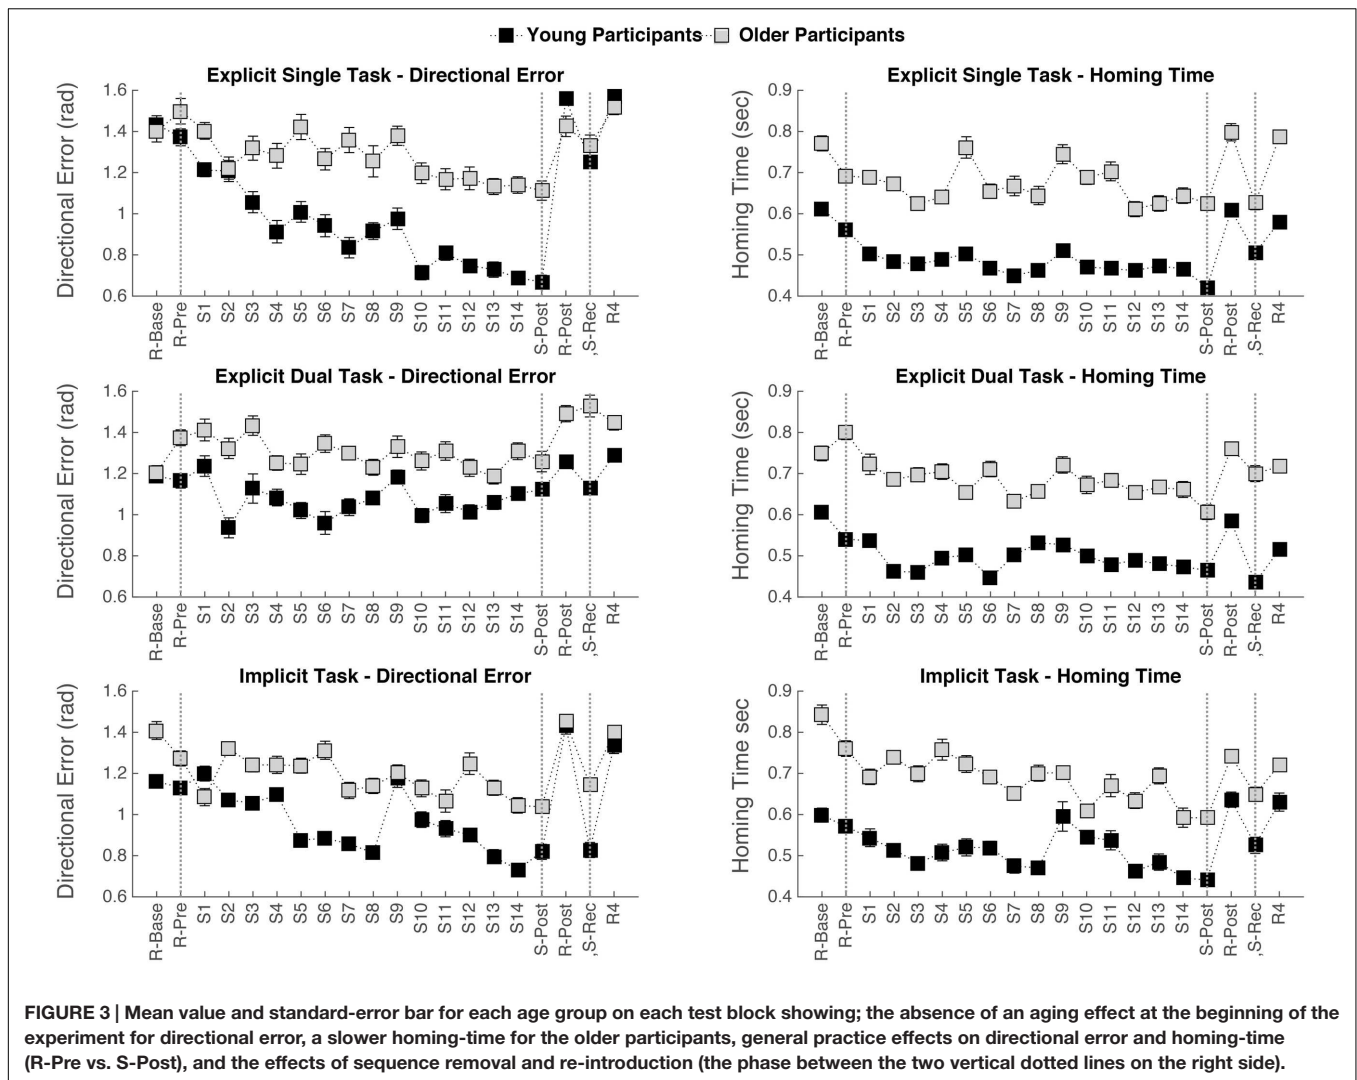 Young Participants Older Participants
Explicit Single Task - Directional Error
Directional Error (rad)
1.6
1.4
1.2
1
0.8
0.6
R-Base R-Pre S1 S2 S3 S4 S5 S6 S7 S8 S9 S10 S11 S12 S13 S14 S-Post R-Post ,S-Rec R4
Explicit Single Task - Homing Time
Homing Time (sec)
0.9
0.8
0.7
0.6
0.5
0.4
R-Base R-Pre S1 S2 S3 S4 S5 S6 S7 S8 S9 S10 S11 S12 S13 S14 S-Post R-Post ,S-Rec R4
Explicit Dual Task - Directional Error
Directional Error (rad)
1.6
1.4
1.2
1
0.8
0.6
R-Base R-Pre S1 S2 S3 S4 S5 S6 S7 S8 S9 S10 S11 S12 S13 S14 S-Post R-Post ,S-Rec R4
Explicit Dual Task - Homing Time
Homing Time (sec)
0.9
0.8
0.7
0.6
0.5
0.4
R-Base R-Pre S1 S2 S3 S4 S5 S6 S7 S8 S9 S10 S11 S12 S13 S14 S-Post R-Post ,S-Rec R4
Implicit Task - Directional Error
Directional Error (rad)
1.6
1.4
1.2
1
0.8
0.6
R-Base R-Pre S1 S2 S3 S4 S5 S6 S7 S8 S9 S10 S11 S12 S13 S14 S-Post R-Post ,S-Rec R4
Implicit Task - Homing Time
Homing Time sec
0.9
0.8
0.7
0.6
0.5
0.4
R-Base R-Pre S1 S2 S3 S4 S5 S6 S7 S8 S9 S10 S11 S12 S13 S14 S-Post R-Post ,S-Rec R4
FIGURE 3 | Mean value and standard-error bar for each age group on each test block showing; the absence of an aging effect at the beginning of the
experiment for directional error, a slower homing-time for the older participants, general practice effects on directional error and homing-time
(R-Pre vs. S-Post), and the effects of sequence removal and re-introduction (the phase between the two vertical dotted lines on the right side).